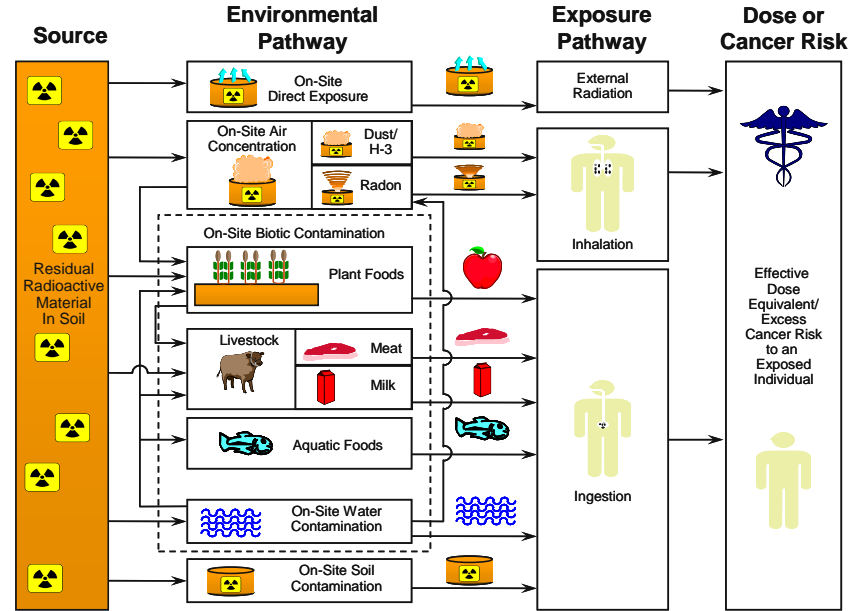 Source
Environmental
Pathway
Exposure
Pathway
Dose or
Cancer Risk
Residual
Radioactive
Material
In Soil
On-Site
Direct Exposure
On-Site Air
Concentration
Dust/
H-3
Radon
On-Site Biotic Contamination
Plant Foods
Livestock
Meat
Milk
Aquatic Foods
On-Site Water
Contamination
On-Site Soil
Contamination
External
Radiation
Inhalation
Ingestion
Effective
Dose
Equivalent/
Excess
Cancer Risk
to an
Exposed
Individual